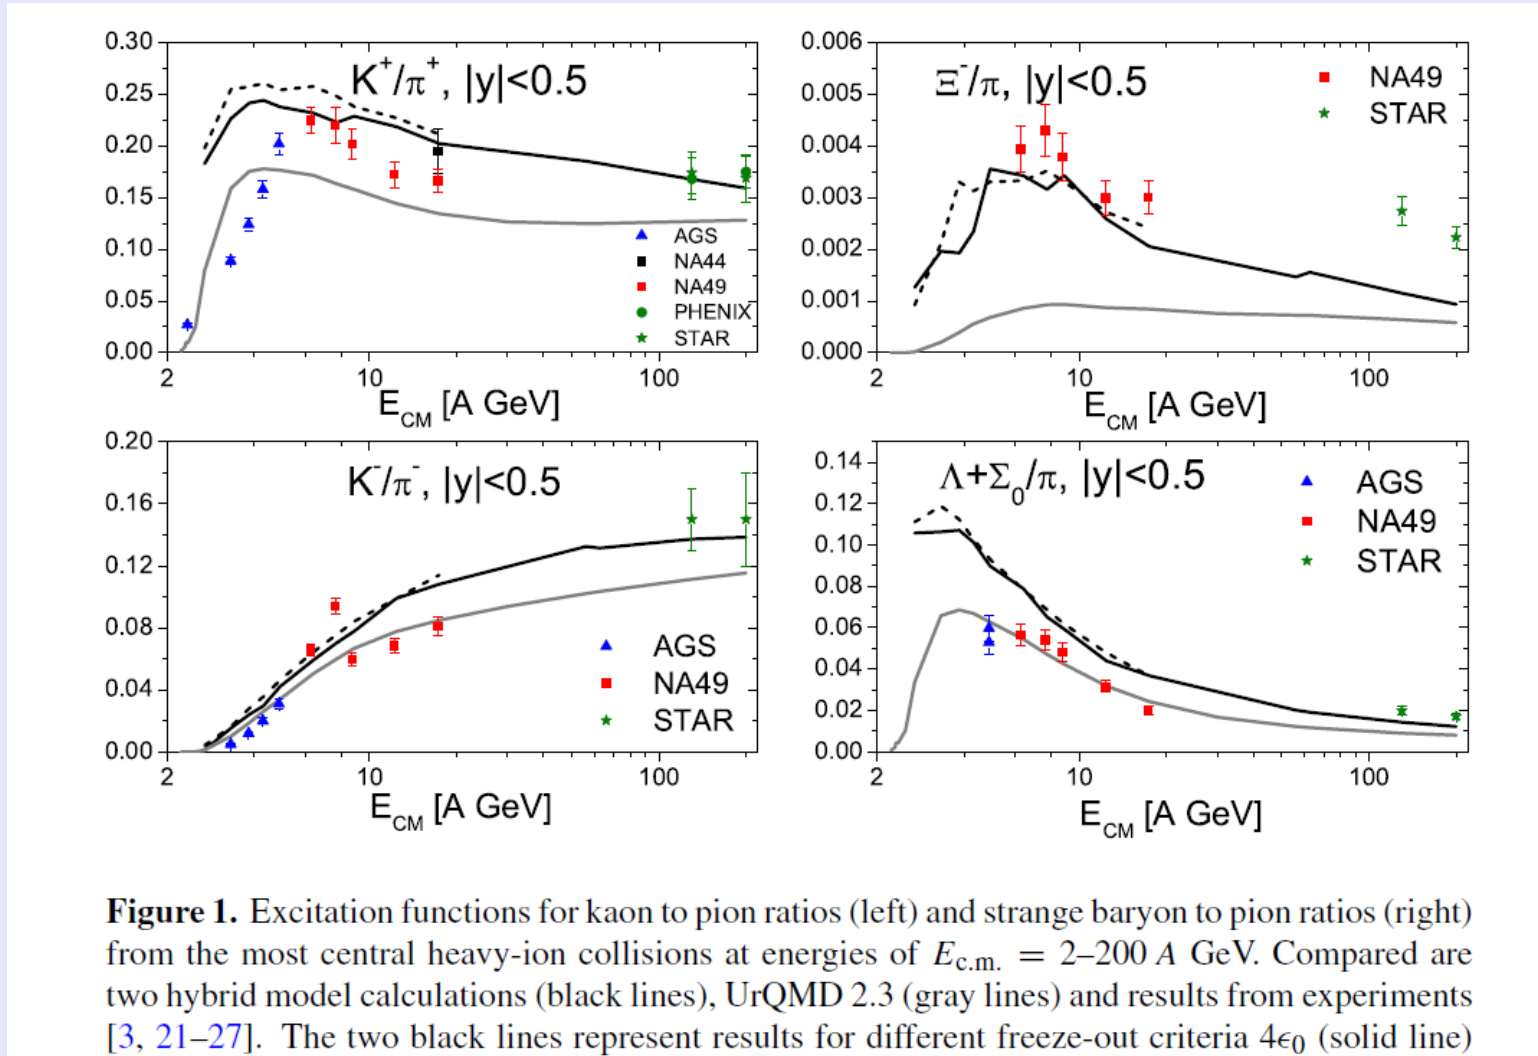 0.30
0.25
0.20
0.15
0.10
0.05
0.00
K⁺/π⁺, |y|<0.5
AGS
NA44
NA49
PHENIX
STAR
2 10 100
E_CM [A GeV]
0.006
0.005
0.004
0.003
0.002
0.001
0.000
Ξ⁻/π, |y|<0.5
NA49
STAR
2 10 100
E_CM [A GeV]
0.20
0.16
0.12
0.08
0.04
0.00
K⁻/π⁻, |y|<0.5
AGS
NA49
STAR
2 10 100
E_CM [A GeV]
0.14
0.12
0.10
0.08
0.06
0.04
0.02
0.00
Λ+Σ₀/π, |y|<0.5
AGS
NA49
STAR
2 10 100
E_CM [A GeV]
Figure 1. Excitation functions for kaon to pion ratios (left) and strange baryon to pion ratios (right)
from the most central heavy-ion collisions at energies of E_c.m. = 2–200 A GeV. Compared are
two hybrid model calculations (black lines), UrQMD 2.3 (gray lines) and results from experiments
[3, 21–27]. The two black lines represent results for different freeze-out criteria 4ϵ₀ (solid line)